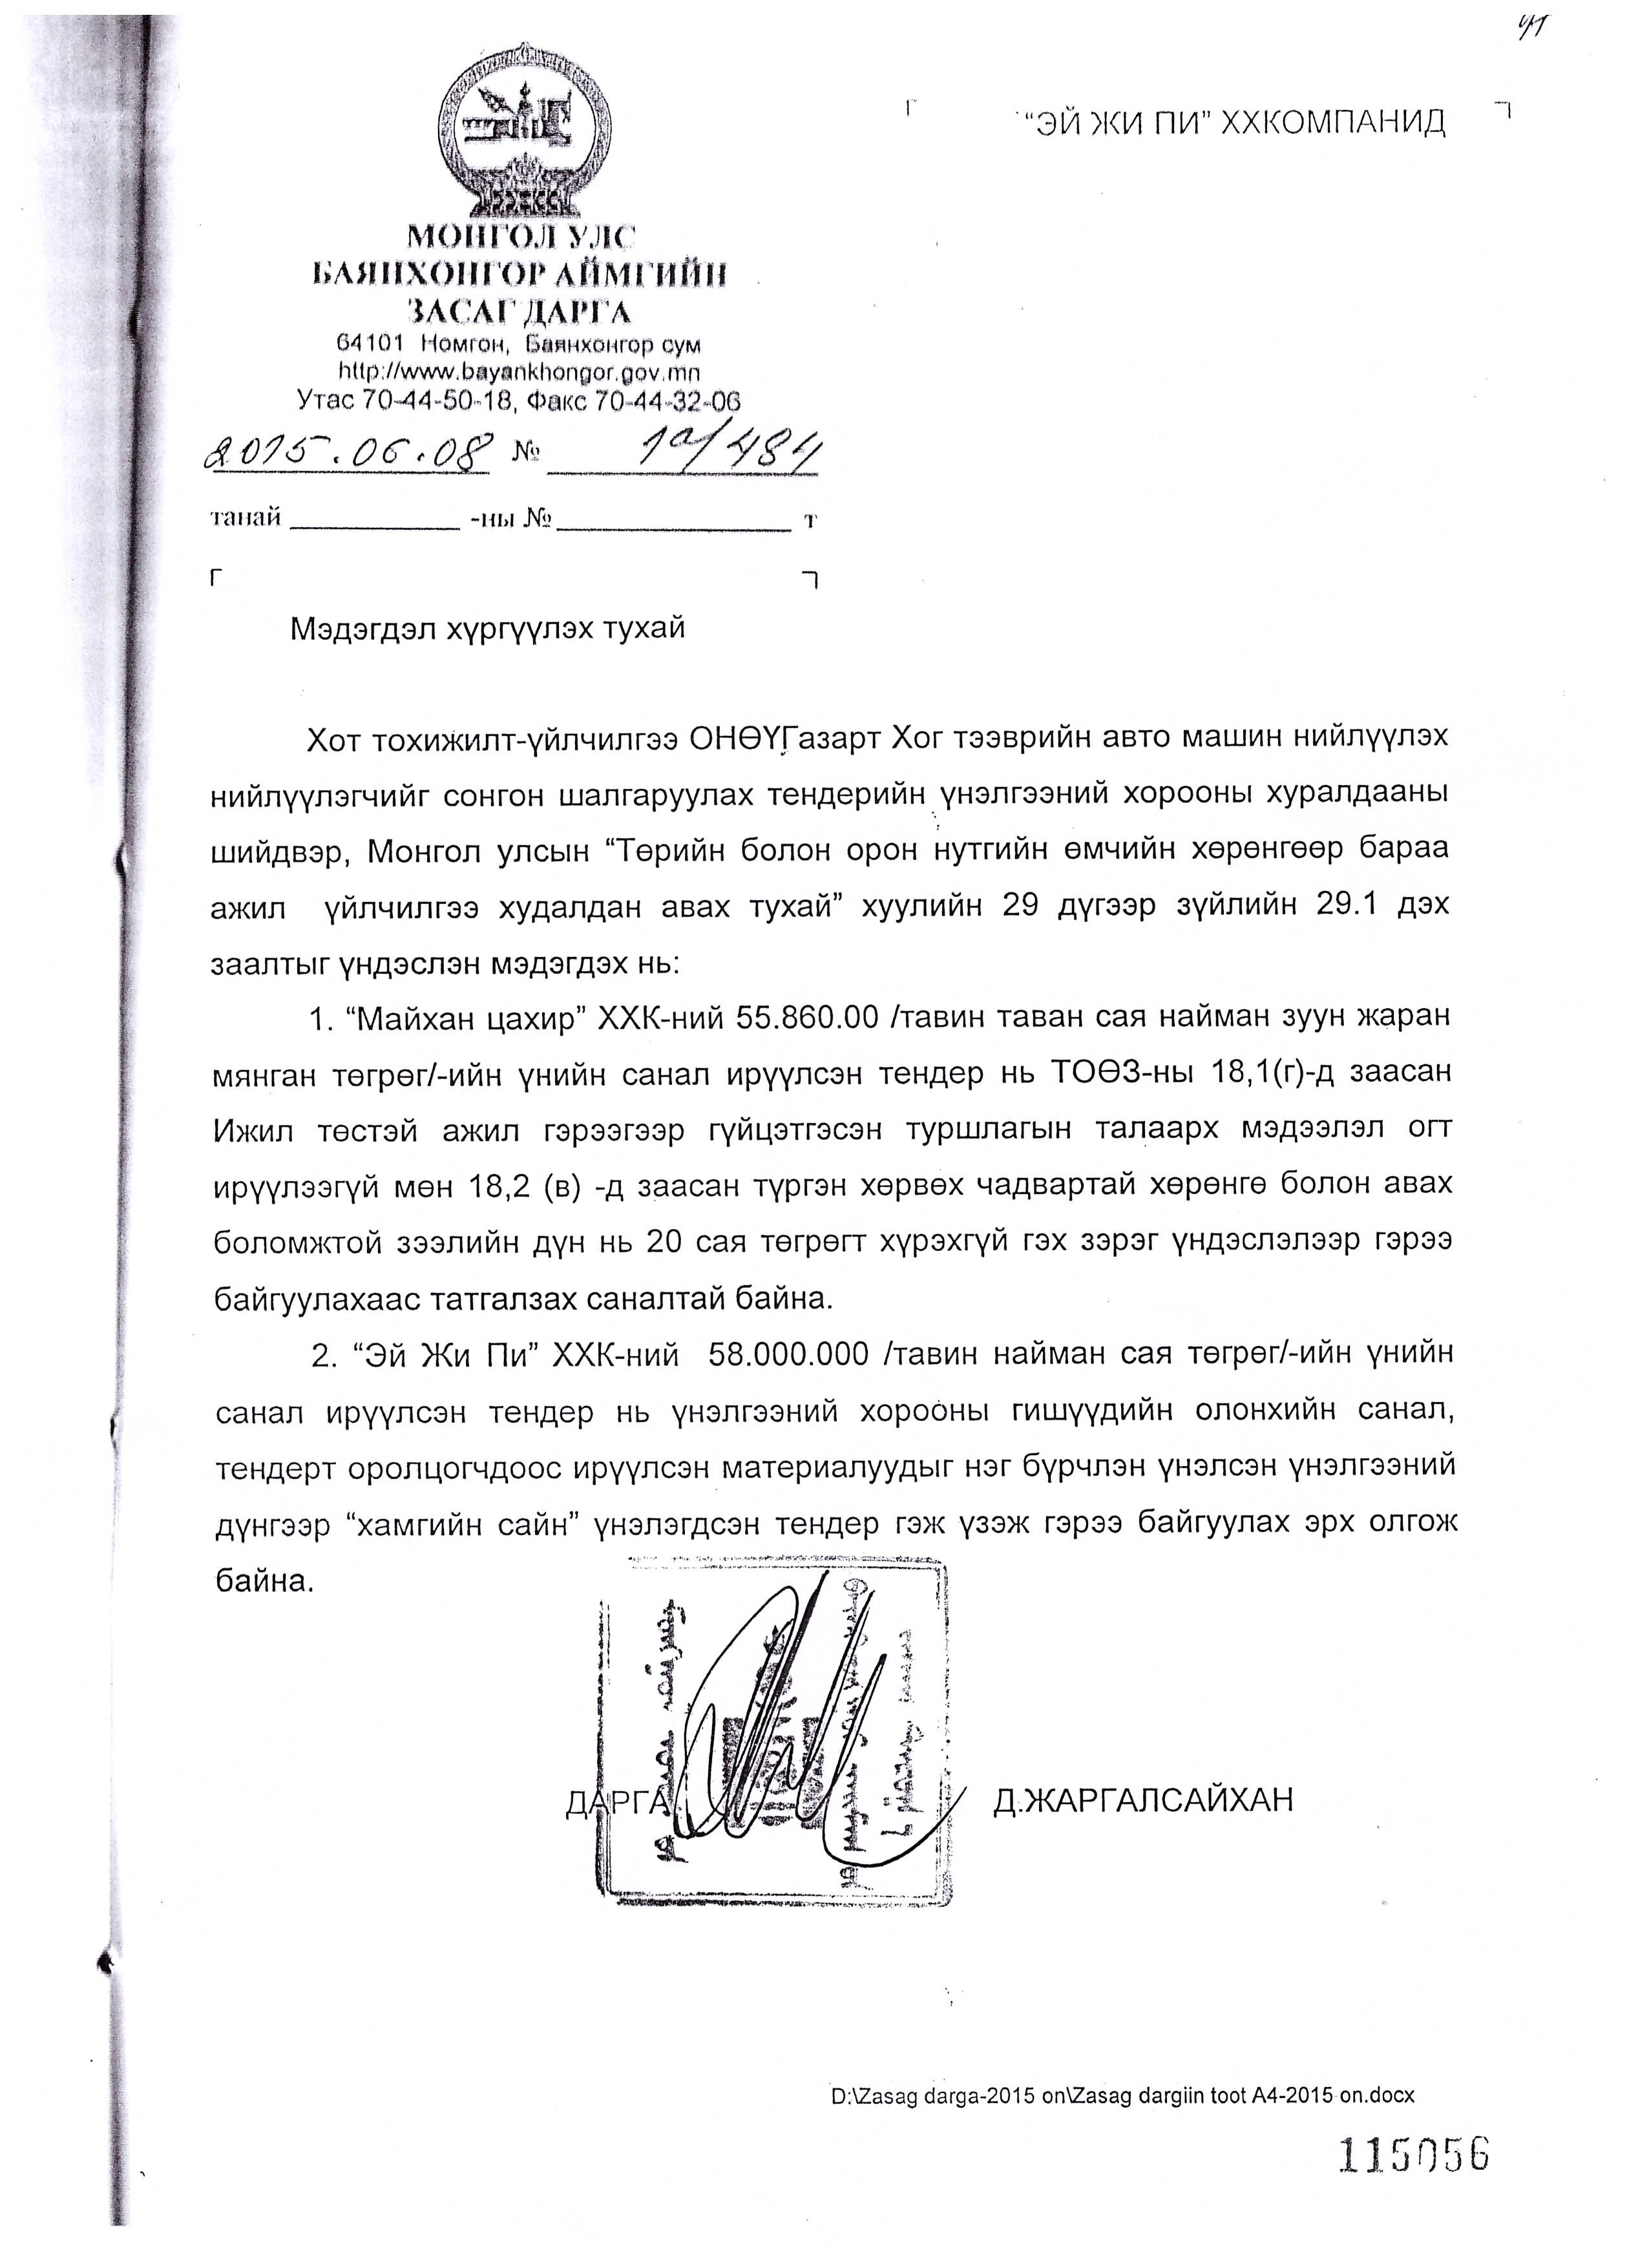 “ЭЙ ЖИ ПИ” ХХКОМПАНИД
МОНГОЛ УЛС
БАЯНХОНГОР АЙМГИЙН
ЗАСАГ ДАРГА
64101 Номгон, Баянхонгор сум
http://www.bayankhongor.gov.mn
Утас 70-44-50-18, Факс 70-44-32-06
2015.06.08 № 1а/484
танай ____________ -ны № ________________ т
Мэдэгдэл хүргүүлэх тухай
Хот тохижилт-үйлчилгээ ОНӨҮГазарт Хог тээврийн авто машин нийлүүлэх
нийлүүлэгчийг сонгон шалгаруулах тендерийн үнэлгээний хорооны хуралдааны
шийдвэр, Монгол улсын “Төрийн болон орон нутгийн өмчийн хөрөнгөөр бараа
ажил үйлчилгээ худалдан авах тухай” хуулийн 29 дүгээр зүйлийн 29.1 дэх
заалтыг үндэслэн мэдэгдэх нь:
1. “Майхан цахир” ХХК-ний 55.860.00 /тавин таван сая найман зуун жаран
мянган төгрөг/-ийн үнийн санал ирүүлсэн тендер нь ТОӨЗ-ны 18,1(г)-д заасан
Ижил төстэй ажил гэрээгээр гүйцэтгэсэн туршлагын талаарх мэдээлэл огт
ирүүлээгүй мөн 18,2 (в) -д заасан түргэн хөрвөх чадвартай хөрөнгө болон авах
боломжтой зээлийн дүн нь 20 сая төгрөгт хүрэхгүй гэх зэрэг үндэслэлээр гэрээ
байгуулахаас татгалзах саналтай байна.
2. “Эй Жи Пи” ХХК-ний 58.000.000 /тавин найман сая төгрөг/-ийн үнийн
санал ирүүлсэн тендер нь үнэлгээний хорооны гишүүдийн олонхийн санал,
тендерт оролцогчдоос ирүүлсэн материалуудыг нэг бүрчлэн үнэлсэн үнэлгээний
дүнгээр “хамгийн сайн” үнэлэгдсэн тендер гэж үзэж гэрээ байгуулах эрх олгож
байна.
ДАРГА Д.ЖАРГАЛСАЙХАН
D:\Zasag darga-2015 on\Zasag dargiin toot A4-2015 on.docx
115056